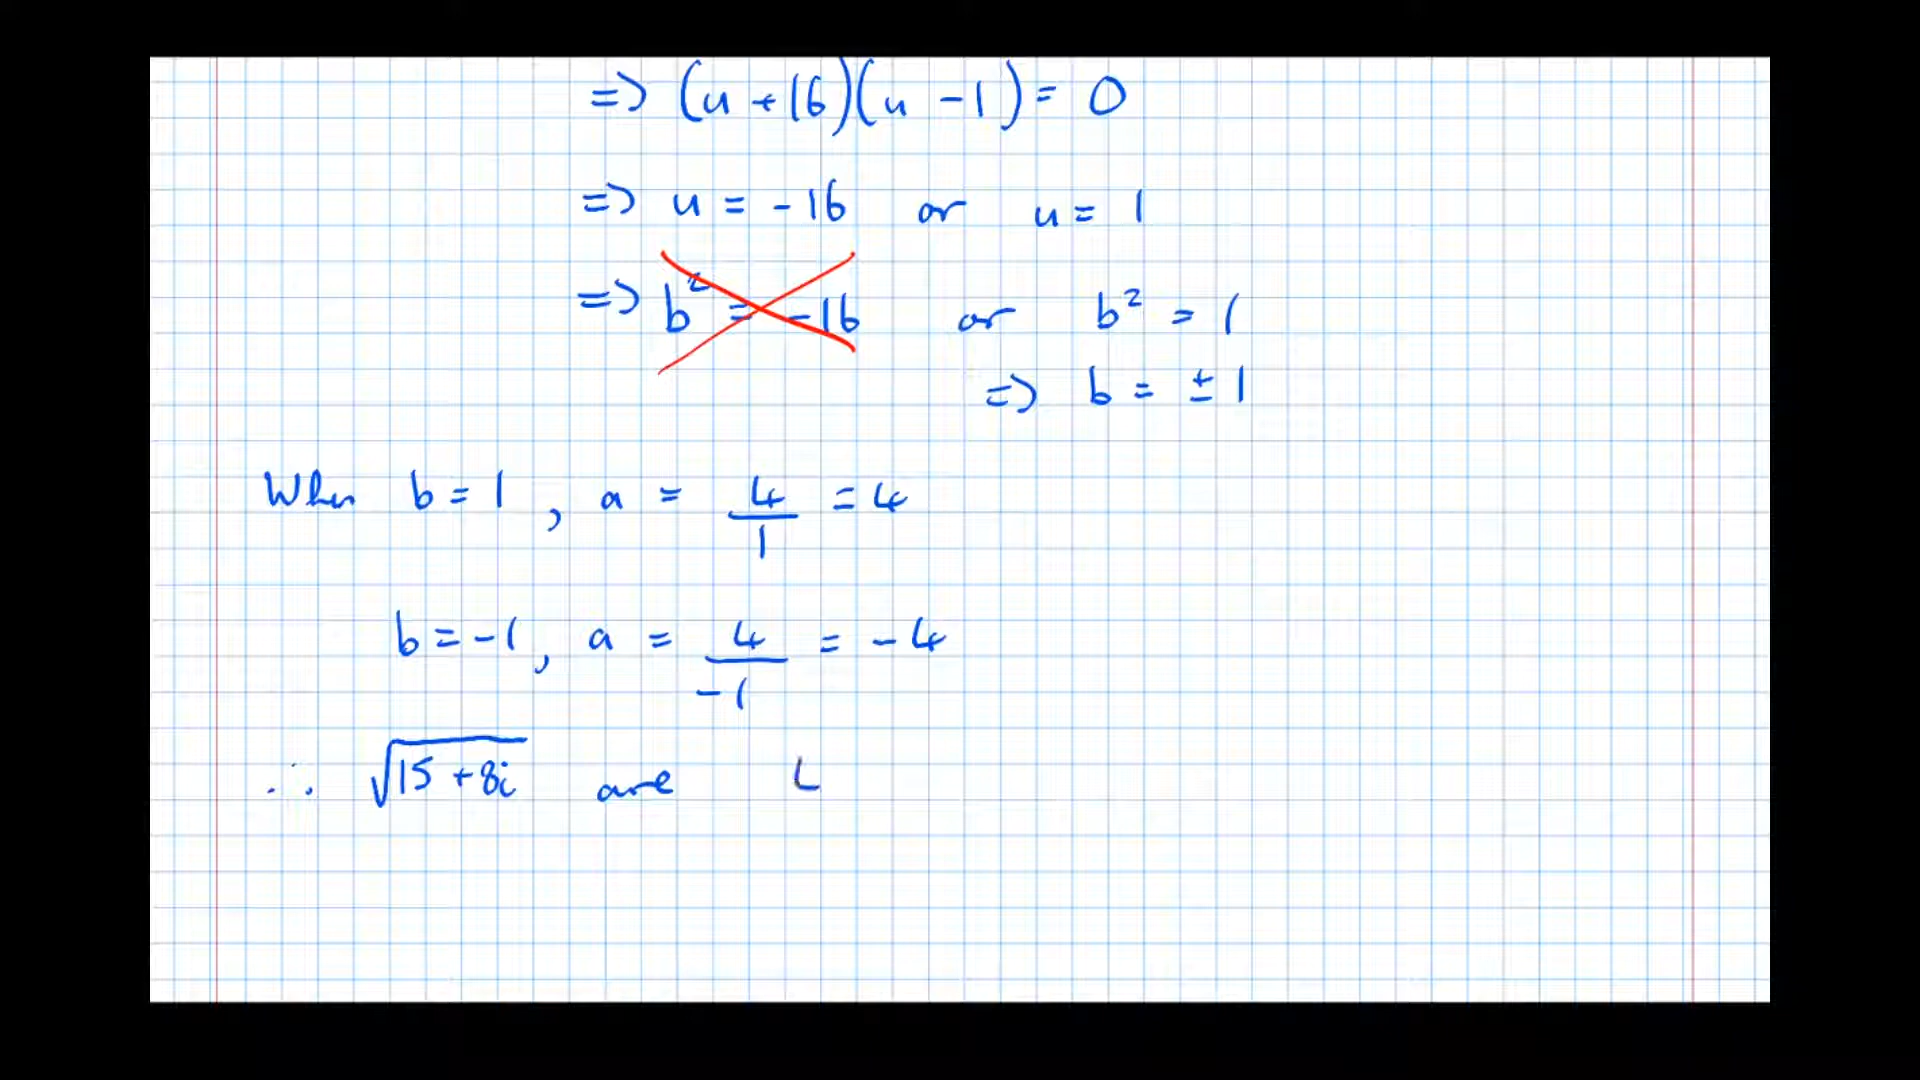 => (u + 16)(u - 1) = 0
=> u = -16 or u = 1
=> b² = -16 or b² = 1
=> b = ± 1
When b = 1, a = 4/1 = 4
b = -1, a = 4/-1 = -4
∴ √(15 + 8i) are